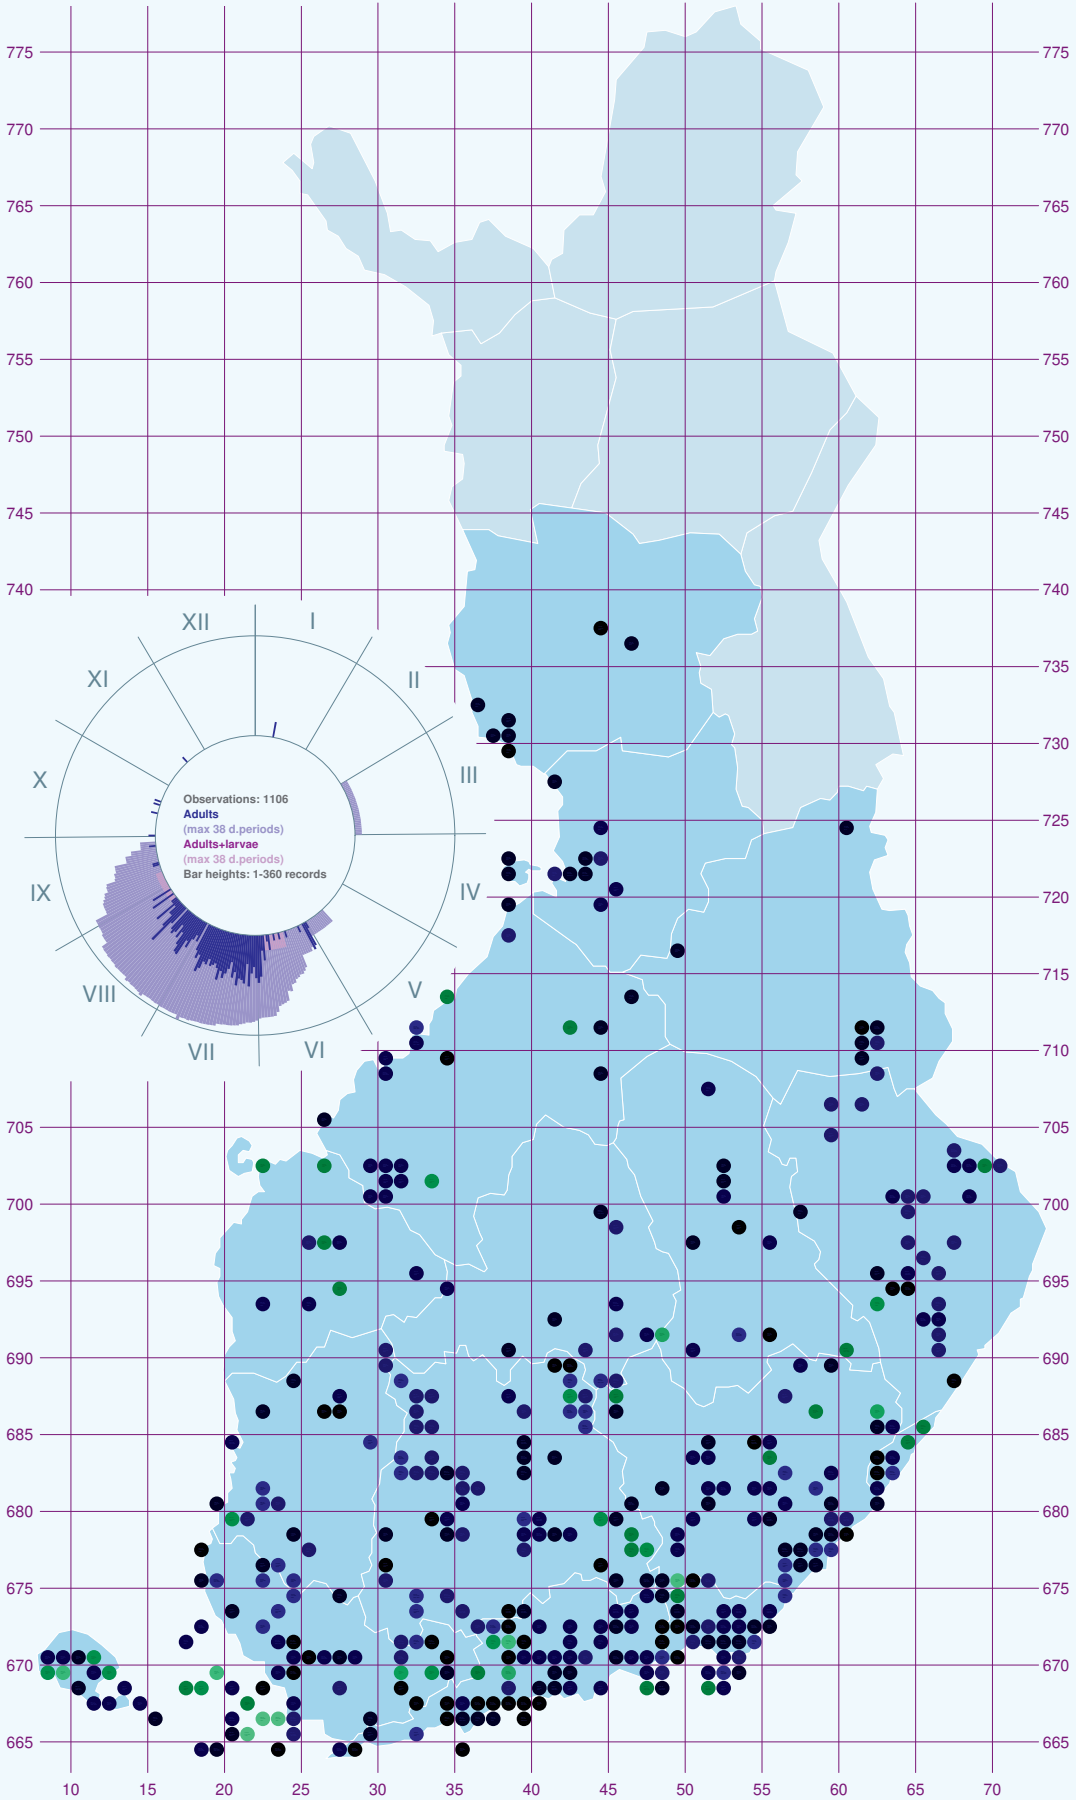 775 775
770 770
765 765
760 760
755 755
750 750
745 745
740 740
XII I
735 735
XI II
730 730
X III
Observations: 1106
Adults
(max 38 d.periods)
Adults+larvae
(max 38 d.periods)
Bar heights: 1-360 records
725 725
IX IV
720 720
VIII V
715 715
VII VI
710 710
705 705
700 700
695 695
690 690
685 685
680 680
675 675
670 670
665 665
10 15 20 25 30 35 40 45 50 55 60 65 70